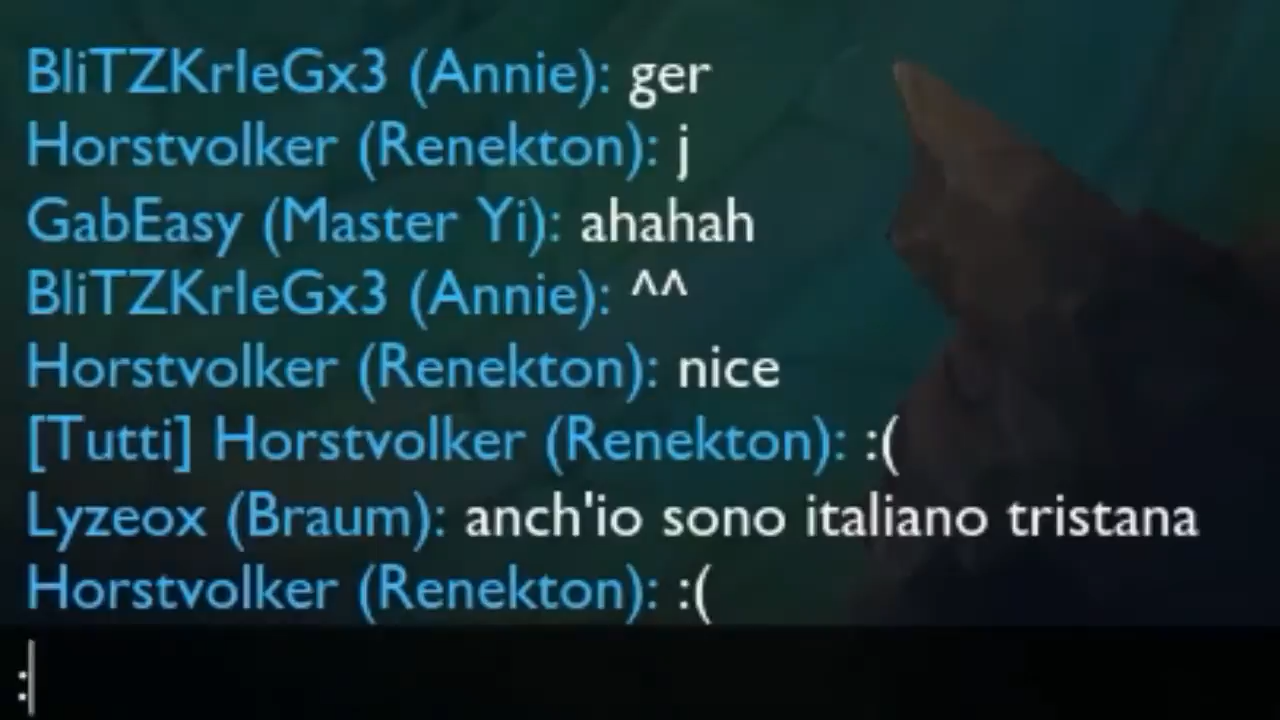 BliTZKrIeGx3 (Annie): ger
Horstvolker (Renekton): j
GabEasy (Master Yi): ahahah
BliTZKrIeGx3 (Annie): ^^
Horstvolker (Renekton): nice
[Tutti] Horstvolker (Renekton): :(
Lyzeox (Braum): anch'io sono italiano tristana
Horstvolker (Renekton): :(
: